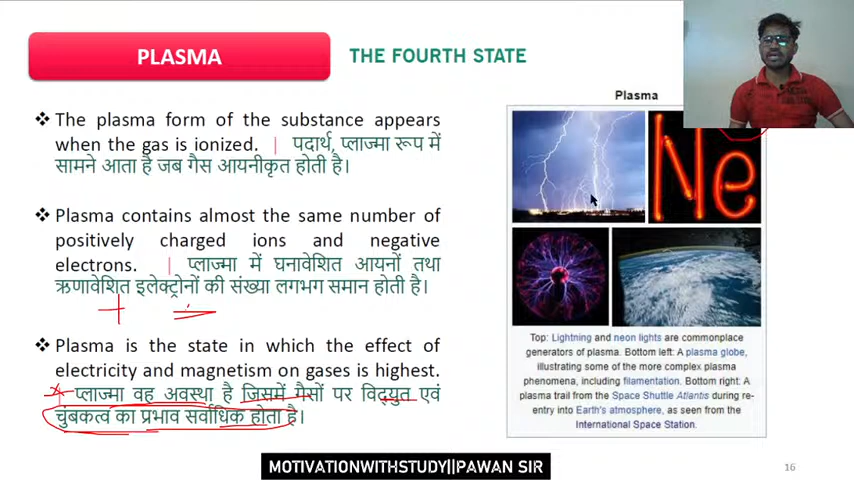 PLASMA
THE FOURTH STATE
❖ The plasma form of the substance appears
when the gas is ionized. | पदार्थ, प्लाज्मा रूप में
सामने आता है जब गैस आयनीकृत होती है।
❖ Plasma contains almost the same number of
positively charged ions and negative
electrons. | प्लाज्मा में घनावेशित आयनों तथा
ऋणावेशित इलेक्ट्रोनों की संख्या लगभग समान होती है।
❖ Plasma is the state in which the effect of
electricity and magnetism on gases is highest.
प्लाज्मा वह अवस्था है जिसमें गैसों पर विद्युत एवं
चुंबकत्व का प्रभाव सर्वाधिक होता है।
Plasma
Ne
Top: Lightning and neon lights are commonplace
generators of plasma. Bottom left: A plasma globe,
illustrating some of the more complex plasma
phenomena, including filamentation. Bottom right: A
plasma trail from the Space Shuttle Atlantis during re-
entry into Earth's atmosphere, as seen from the
International Space Station.
MOTIVATIONWITHSTUDY||PAWAN SIR
16